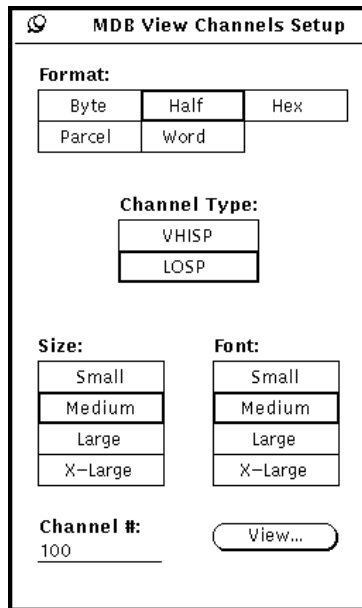 MDB View Channels Setup
Format:
Byte Half Hex
Parcel Word
Channel Type:
VHISP
LOSP
Size: Font:
Small Small
Medium Medium
Large Large
X-Large X-Large
Channel #:
100 View...